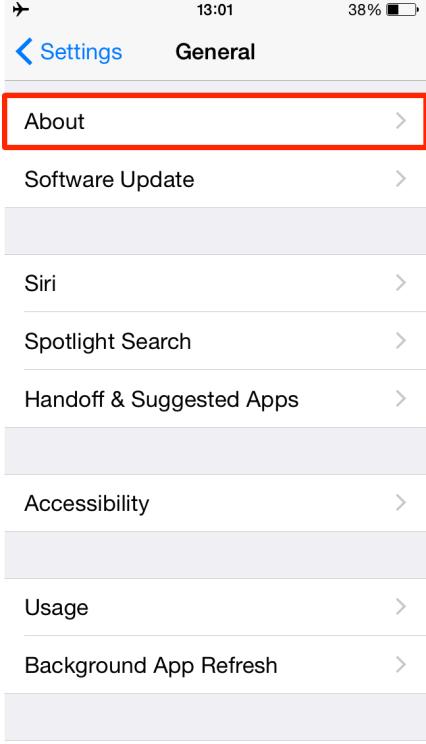 13:01 38%
Settings General
About
Software Update
Siri
Spotlight Search
Handoff & Suggested Apps
Accessibility
Usage
Background App Refresh